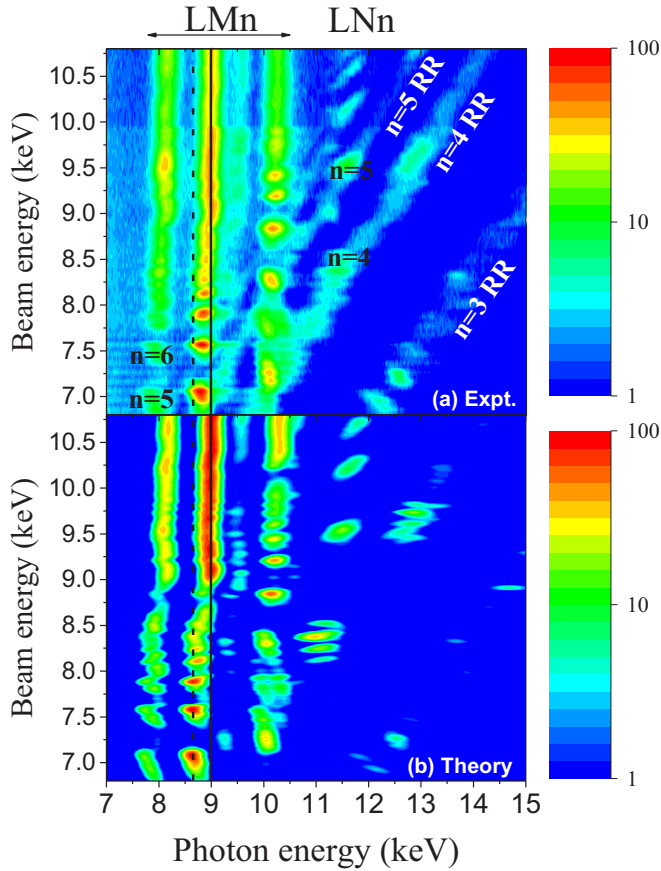 LMn LNn
100
10.5
n=5 RR
n=4 RR
10.0
n=5
9.5
9.0
10
n=4
8.5
n=3 RR
8.0
n=6
7.5
n=5
7.0
(a) Expt.
1
Beam energy (keV)
100
10.5
10.0
9.5
9.0
10
8.5
8.0
7.5
7.0
(b) Theory
1
Beam energy (keV)
7 8 9 10 11 12 13 14 15
Photon energy (keV)